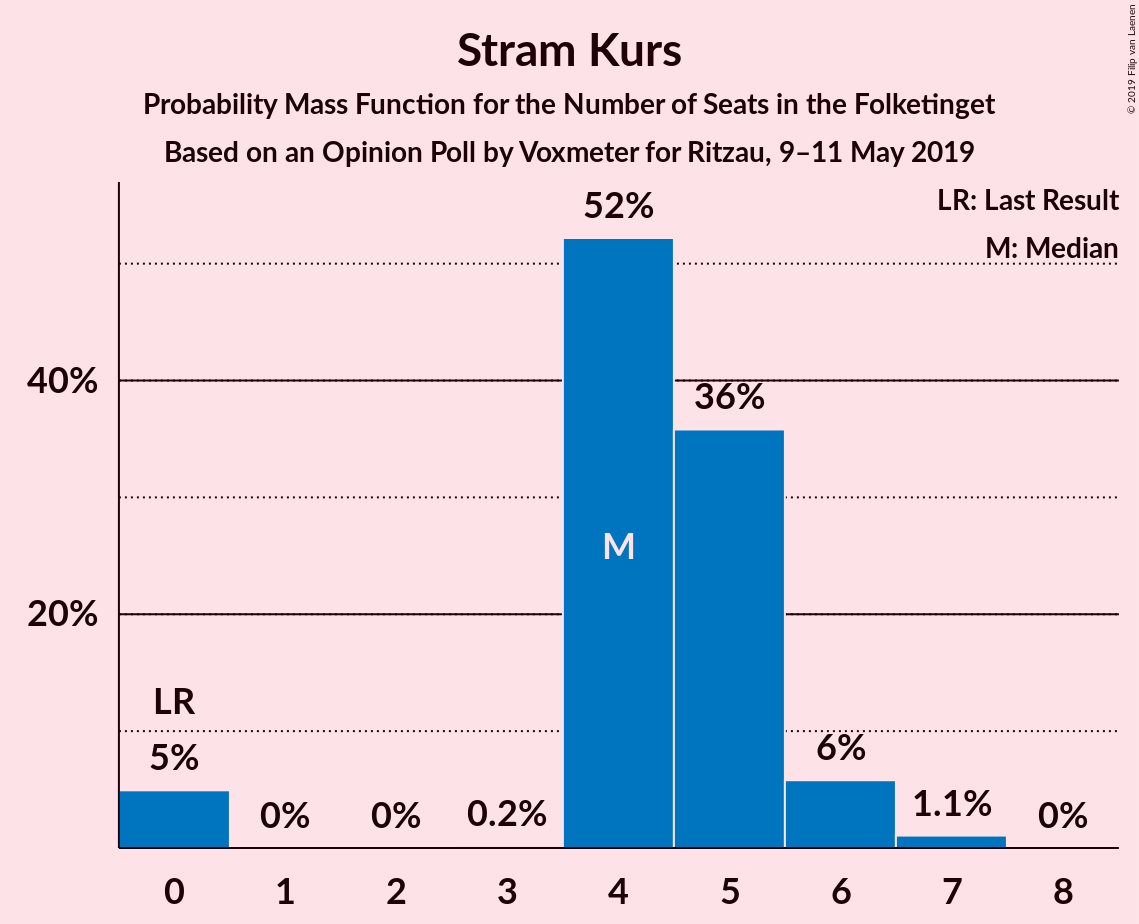 Stram Kurs
Probability Mass Function for the Number of Seats in the Folketinget
Based on an Opinion Poll by Voxmeter for Ritzau, 9–11 May 2019
© 2019 Filip van Laenen
LR: Last Result
M: Median
52%
40%
36%
M
20%
LR
5%
0%
0%
0.2%
6%
1.1%
0%
0 1 2 3 4 5 6 7 8